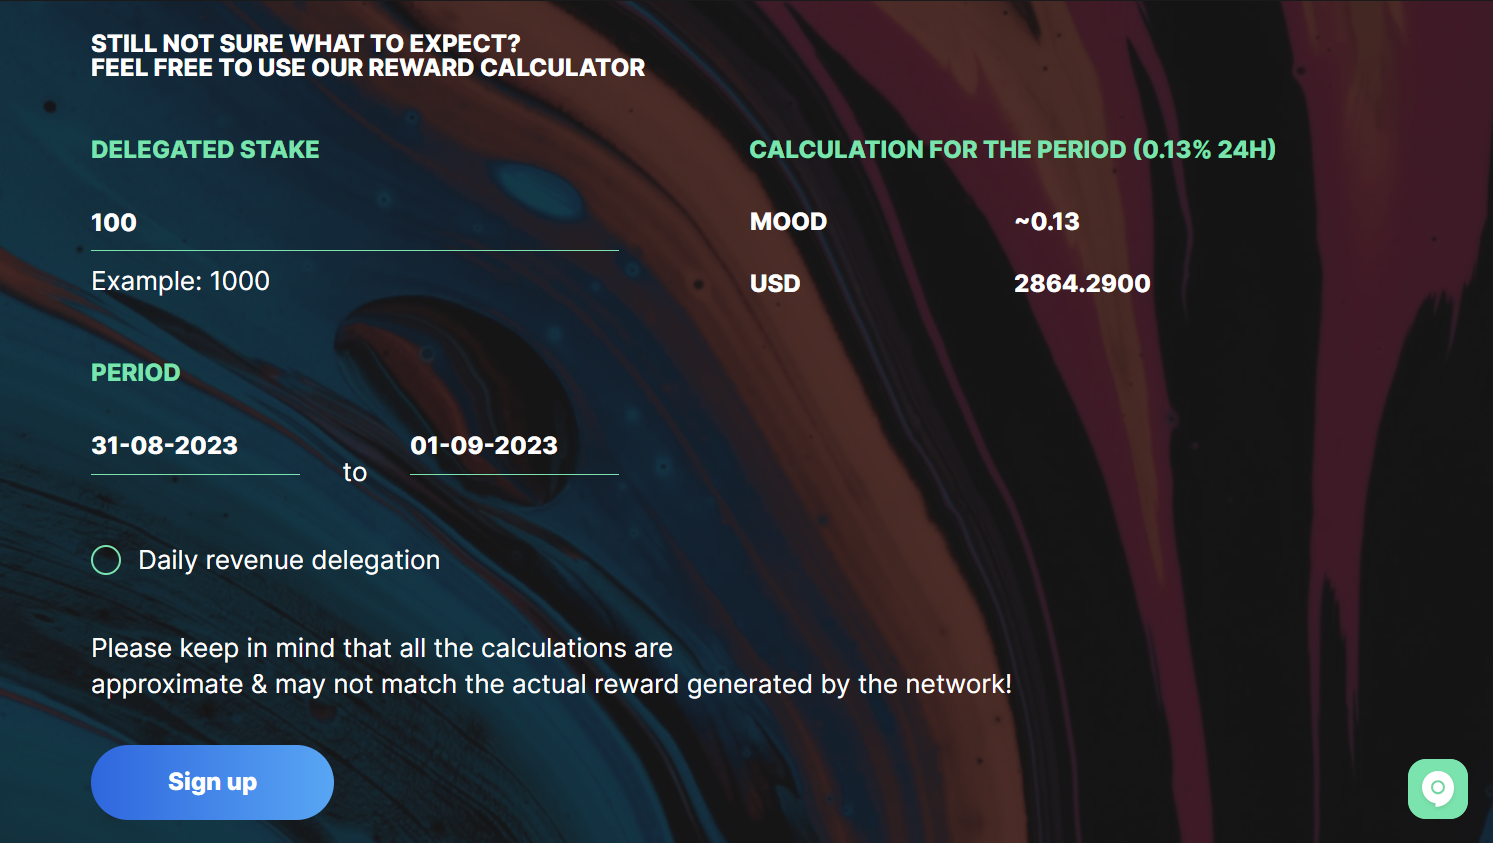 STILL NOT SURE WHAT TO EXPECT?
FEEL FREE TO USE OUR REWARD CALCULATOR
DELEGATED STAKE
100
Example: 1000
PERIOD
31-08-2023 to 01-09-2023
Daily revenue delegation
CALCULATION FOR THE PERIOD (0.13% 24H)
MOOD ~0.13
USD 2864.2900
Please keep in mind that all the calculations are
approximate & may not match the actual reward generated by the network!
Sign up